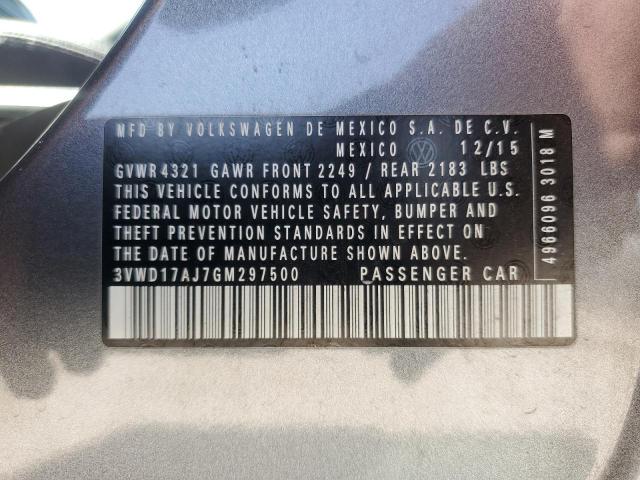 MFD BY VOLKSWAGEN DE MEXICO S.A. DE C.V.
MEXICO 12/15
GVWR 4321 GAWR FRONT 2249 / REAR 2183 LBS
THIS VEHICLE CONFORMS TO ALL APPLICABLE U.S.
FEDERAL MOTOR VEHICLE SAFETY, BUMPER AND
THEFT PREVENTION STANDARDS IN EFFECT ON
THE DATE OF MANUFACTURE SHOWN ABOVE.
3VWD17AJ7GM297500 PASSENGER CAR
4966096 3018 M